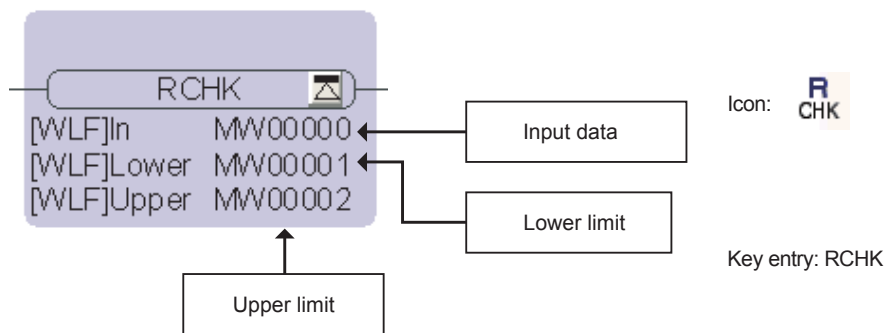 RCHK
[WLF]In MW00000
[WLF]Lower MW00001
[WLF]Upper MW00002
Input data
Lower limit
Upper limit
Icon: R CHK
Key entry: RCHK